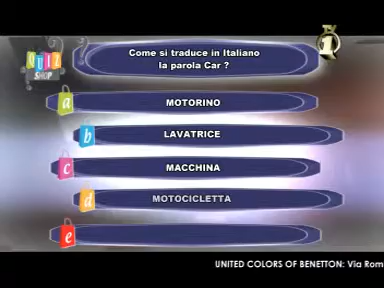 QUIZ
SHOP
1
Come si traduce in Italiano
la parola Car ?
a MOTORINO
b LAVATRICE
c MACCHINA
d MOTOCICLETTA
e
UNITED COLORS OF BENETTON: Via Rom